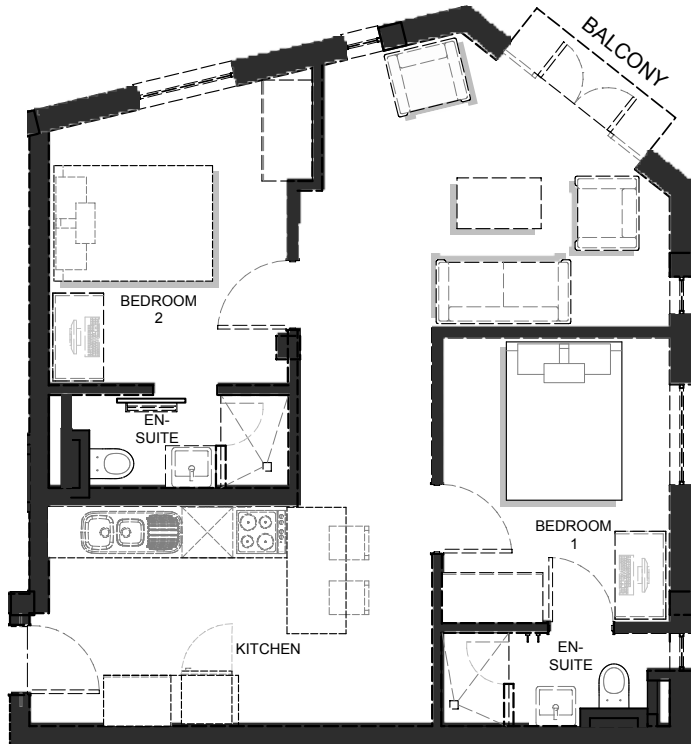 BALCONY
BEDROOM
2
EN-
SUITE
BEDROOM
1
KITCHEN
EN-
SUITE